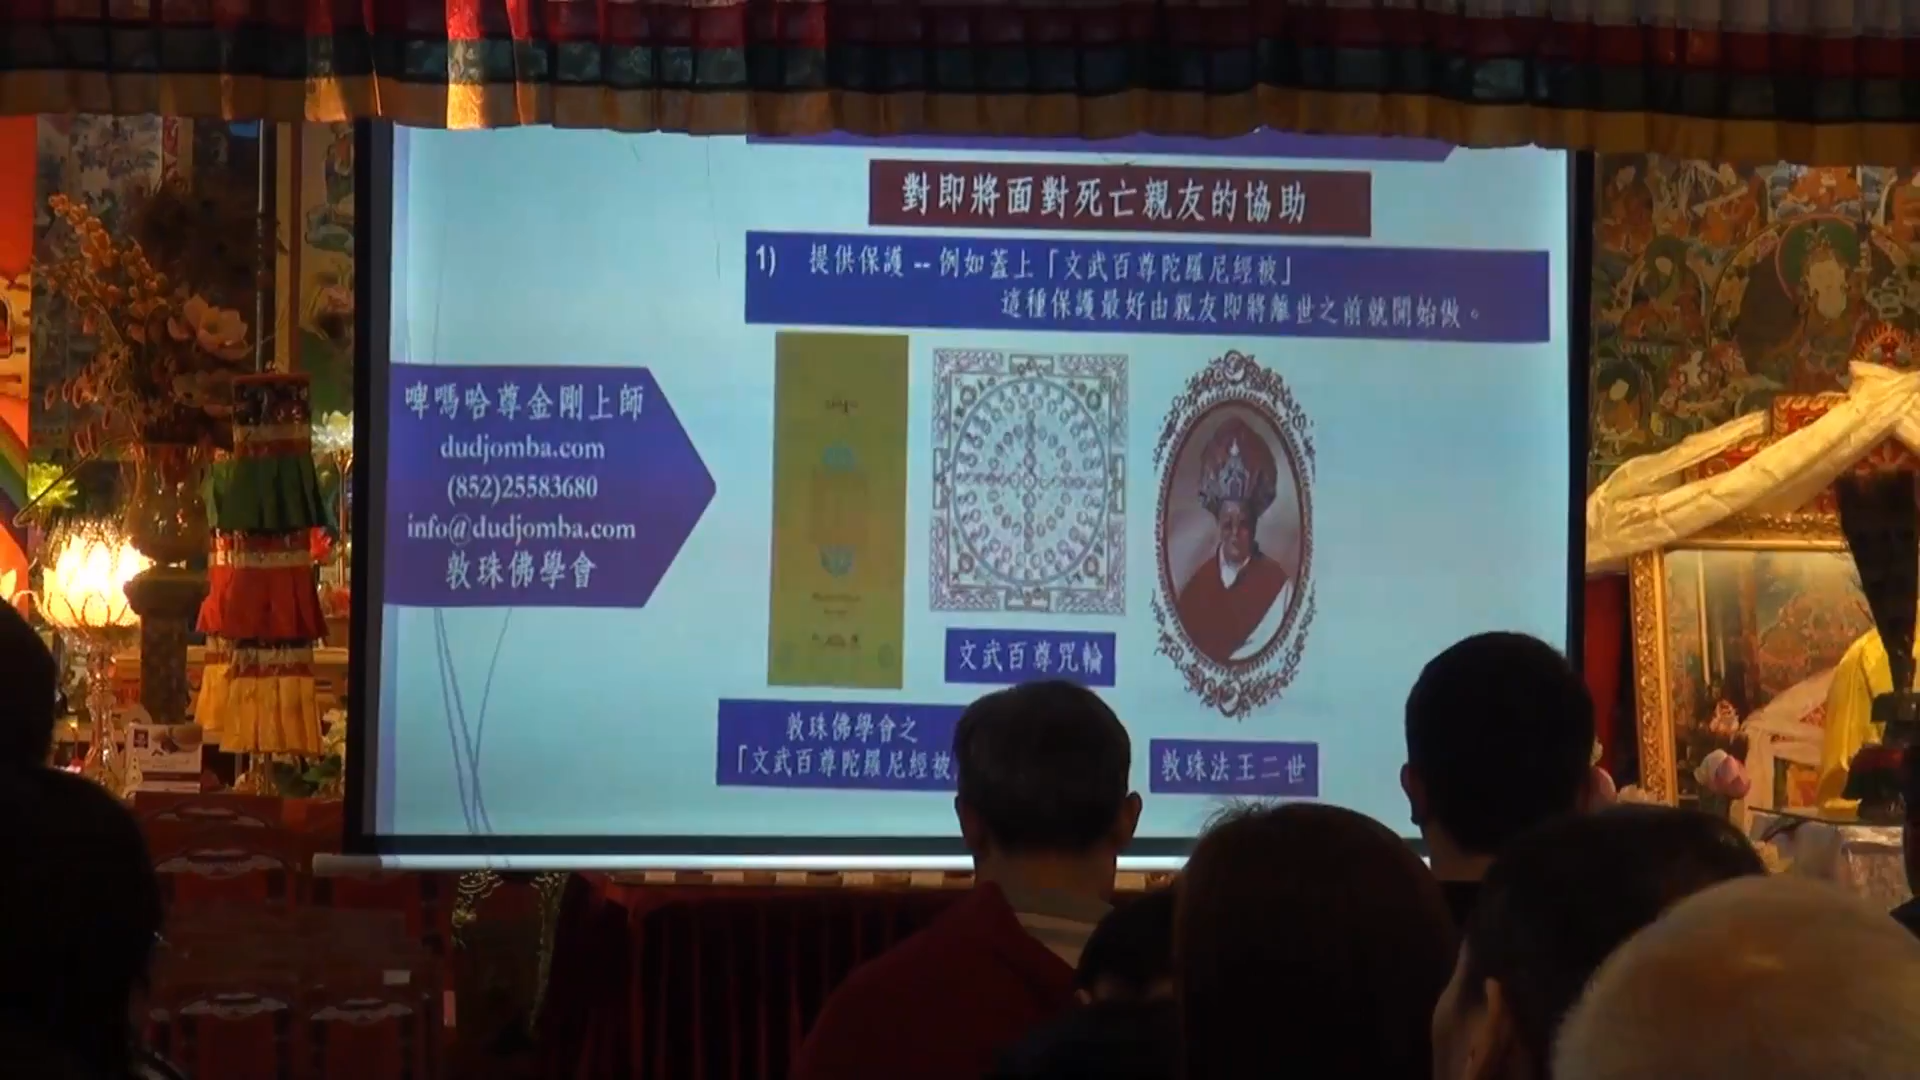 對即將面對死亡親友的協助
1) 提供保護 -- 例如蓋上「文武百尊陀羅尼經被」
這種保護最好由親友即將離世之前就開始做。
啤嗎哈尊金剛上師
dudjomba.com
(852)25583680
info@dudjomba.com
敦珠佛學會
文武百尊咒輪
敦珠佛學會之
「文武百尊陀羅尼經被
敦珠法王二世